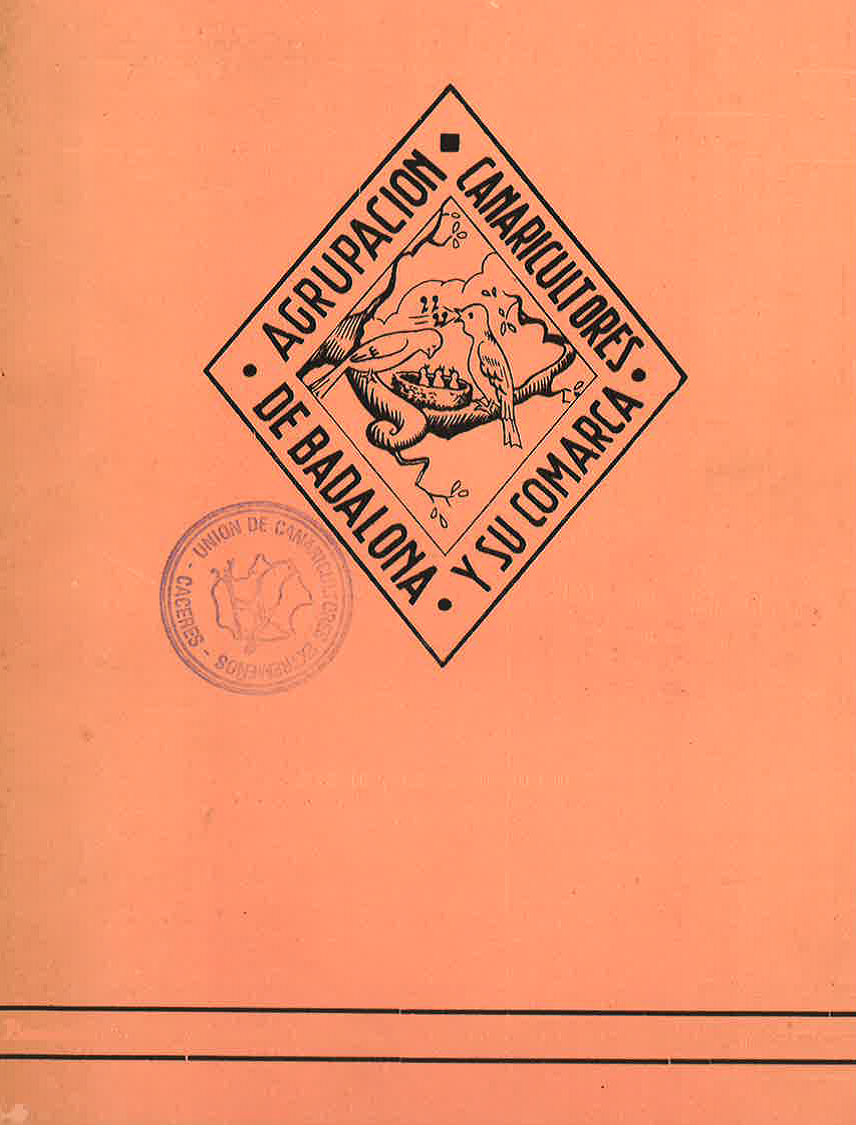 AGRUPACION
CANARICULTORES
DE BADALONA
Y SU COMARCA
UNION DE CANARICULTORES EXTREMEÑOS
- CACERES -